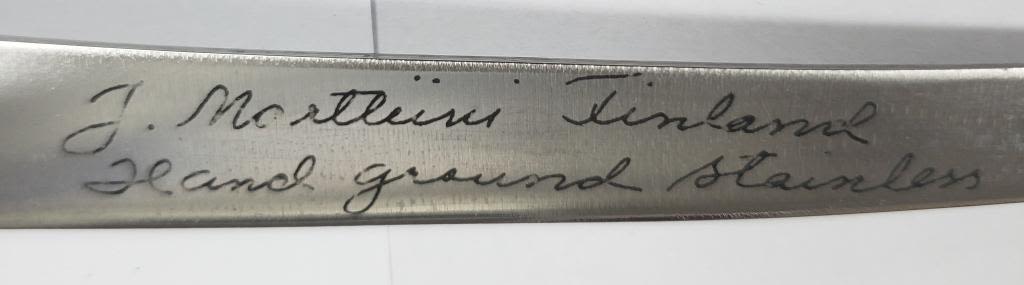 J. Marttiini Finland
Hand ground stainless